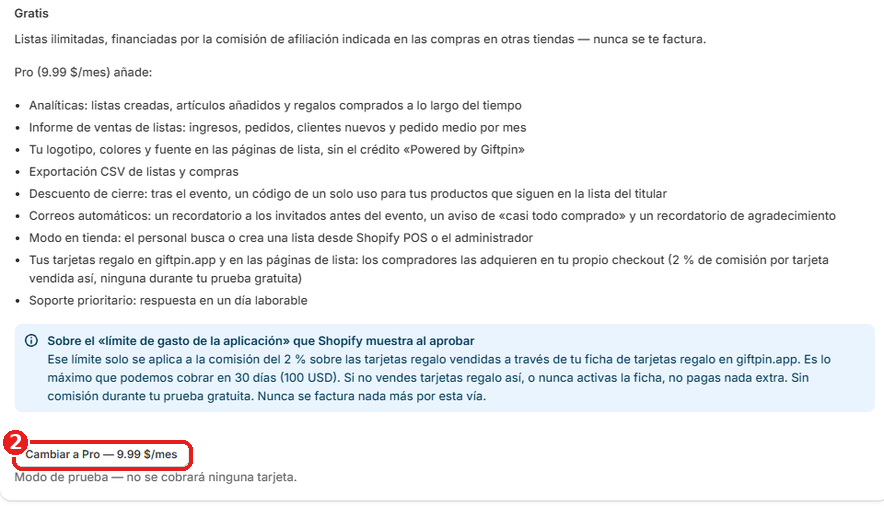 Gratis
Listas ilimitadas, financiadas por la comisión de afiliación indicada en las compras en otras tiendas — nunca se te factura.
Pro (9.99 $/mes) añade:
• Analíticas: listas creadas, artículos añadidos y regalos comprados a lo largo del tiempo
• Informe de ventas de listas: ingresos, pedidos, clientes nuevos y pedido medio por mes
• Tu logotipo, colores y fuente en las páginas de lista, sin el crédito «Powered by Giftpin»
• Exportación CSV de listas y compras
• Descuento de cierre: tras el evento, un código de un solo uso para tus productos que siguen en la lista del titular
• Correos automáticos: un recordatorio a los invitados antes del evento, un aviso de «casi todo comprado» y un recordatorio de agradecimiento
• Modo en tienda: el personal busca o crea una lista desde Shopify POS o el administrador
• Tus tarjetas regalo en giftpin.app y en las páginas de lista: los compradores las adquieren en tu propio checkout (2 % de comisión por tarjeta
vendida así, ninguna durante tu prueba gratuita)
• Soporte prioritario: respuesta en un día laborable
Sobre el «límite de gasto de la aplicación» que Shopify muestra al aprobar
Ese límite solo se aplica a la comisión del 2 % sobre las tarjetas regalo vendidas a través de tu ficha de tarjetas regalo en giftpin.app. Es lo
máximo que podemos cobrar en 30 días (100 USD). Si no vendes tarjetas regalo así, o nunca activas la ficha, no pagas nada extra. Sin
comisión durante tu prueba gratuita. Nunca se factura nada más por esta vía.
2
Cambiar a Pro — 9.99 $/mes
Modo de prueba — no se cobrará ninguna tarjeta.